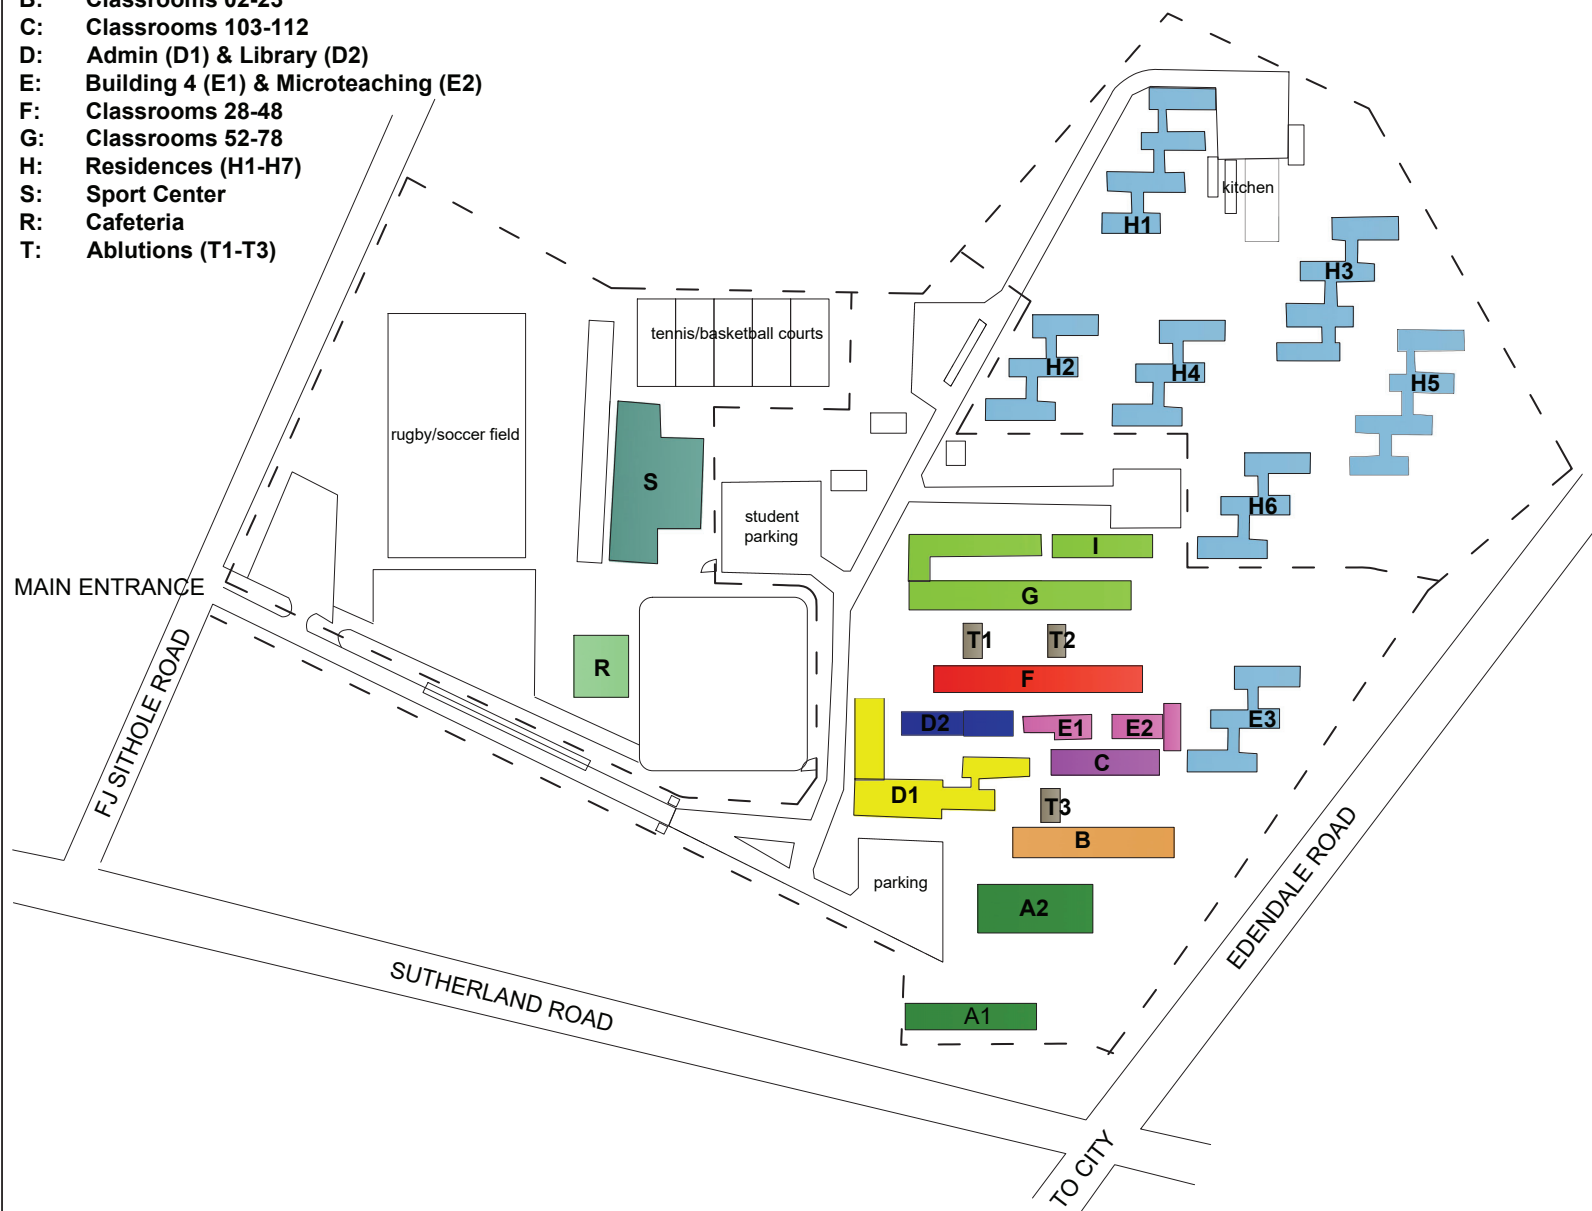 B: Classrooms 02-23
C: Classrooms 103-112
D: Admin (D1) & Library (D2)
E: Building 4 (E1) & Microteaching (E2)
F: Classrooms 28-48
G: Classrooms 52-78
H: Residences (H1-H7)
S: Sport Center
R: Cafeteria
T: Ablutions (T1-T3)
kitchen
H1
H3
tennis/basketball courts
H2
H4
H5
rugby/soccer field
S
H6
student
parking
I
MAIN ENTRANCE
G
T1
T2
R
F
FJ SITHOLE ROAD
D2
E1
E2
E3
C
D1
T3
B
parking
A2
EDENDALE ROAD
SUTHERLAND ROAD
A1
TO CITY